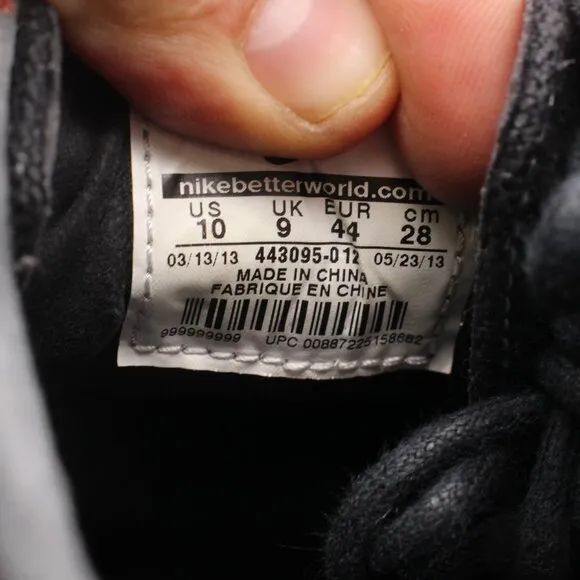 nikebetterworld.com
US UK EUR cm
10 9 44 28
03/13/13 443095-012 05/23/13
MADE IN CHINA
FABRIQUE EN CHINE
999999999 UPC 00887225158662